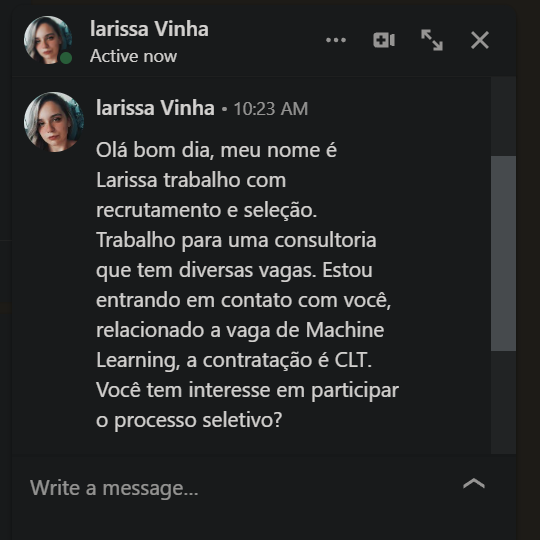 larissa Vinha
Active now
larissa Vinha • 10:23 AM
Olá bom dia, meu nome é
Larissa trabalho com
recrutamento e seleção.
Trabalho para uma consultoria
que tem diversas vagas. Estou
entrando em contato com você,
relacionado a vaga de Machine
Learning, a contratação é CLT.
Você tem interesse em participar
o processo seletivo?
Write a message...